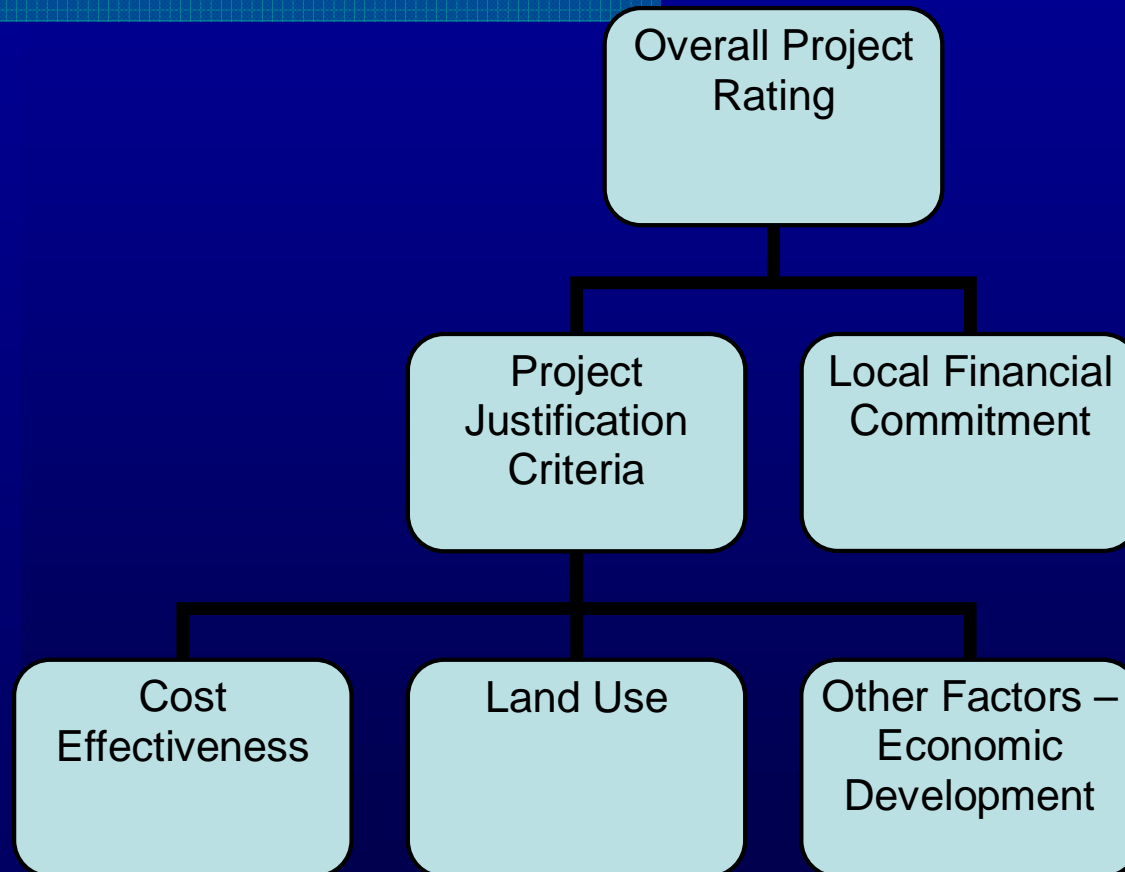 Overall Project
Rating
Project
Justification
Criteria
Local Financial
Commitment
Cost
Effectiveness
Land Use
Other Factors –
Economic
Development